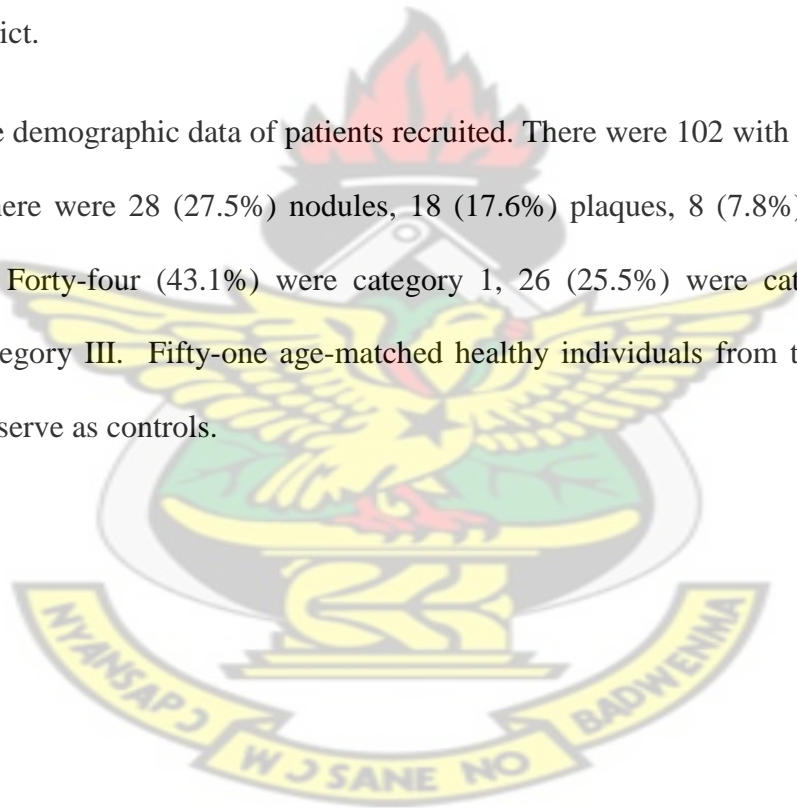 ict.
e demographic data of patients recruited. There were 102 with
here were 28 (27.5%) nodules, 18 (17.6%) plaques, 8 (7.8%)
Forty-four (43.1%) were category 1, 26 (25.5%) were cat
egory III. Fifty-one age-matched healthy individuals from t
serve as controls.
NYANSAPƆ
WƆSANE NO
BADWENMA